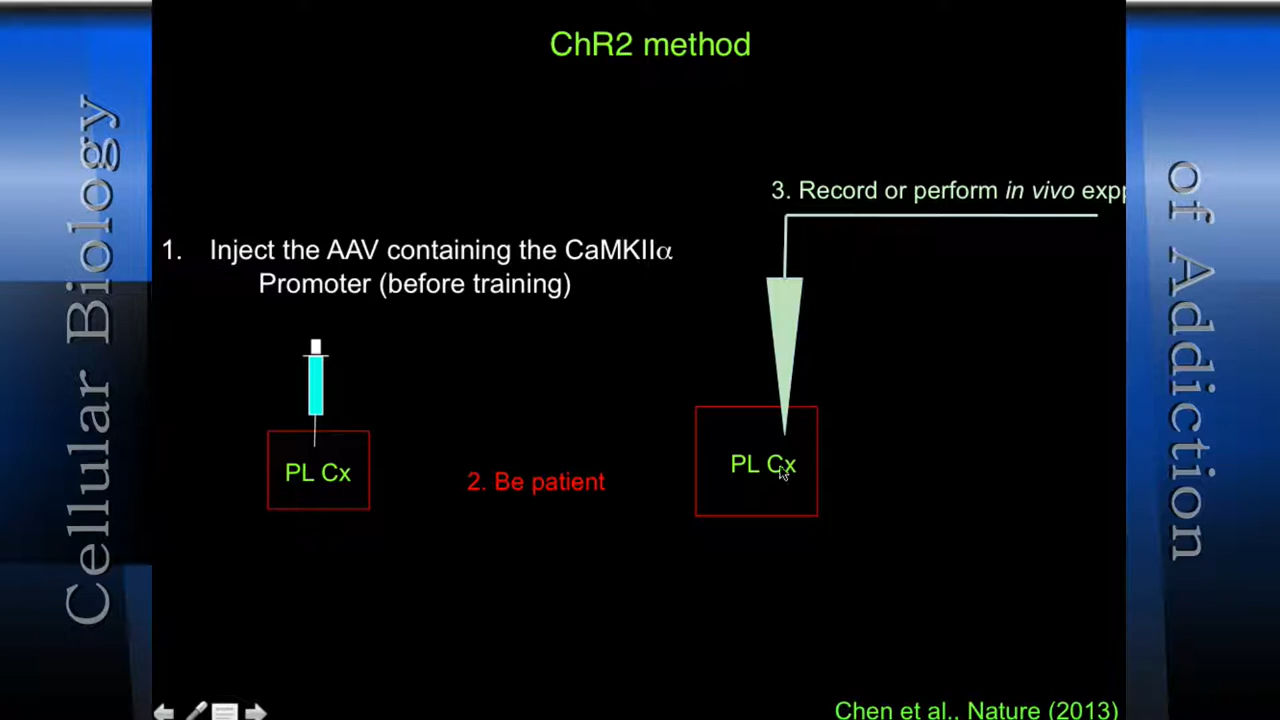 ChR2 method
3. Record or perform in vivo exp
1. Inject the AAV containing the CaMKIIα
Promoter (before training)
PL Cx
2. Be patient
PL Cx
Chen et al., Nature (2013)
Cellular Biology
of Addiction